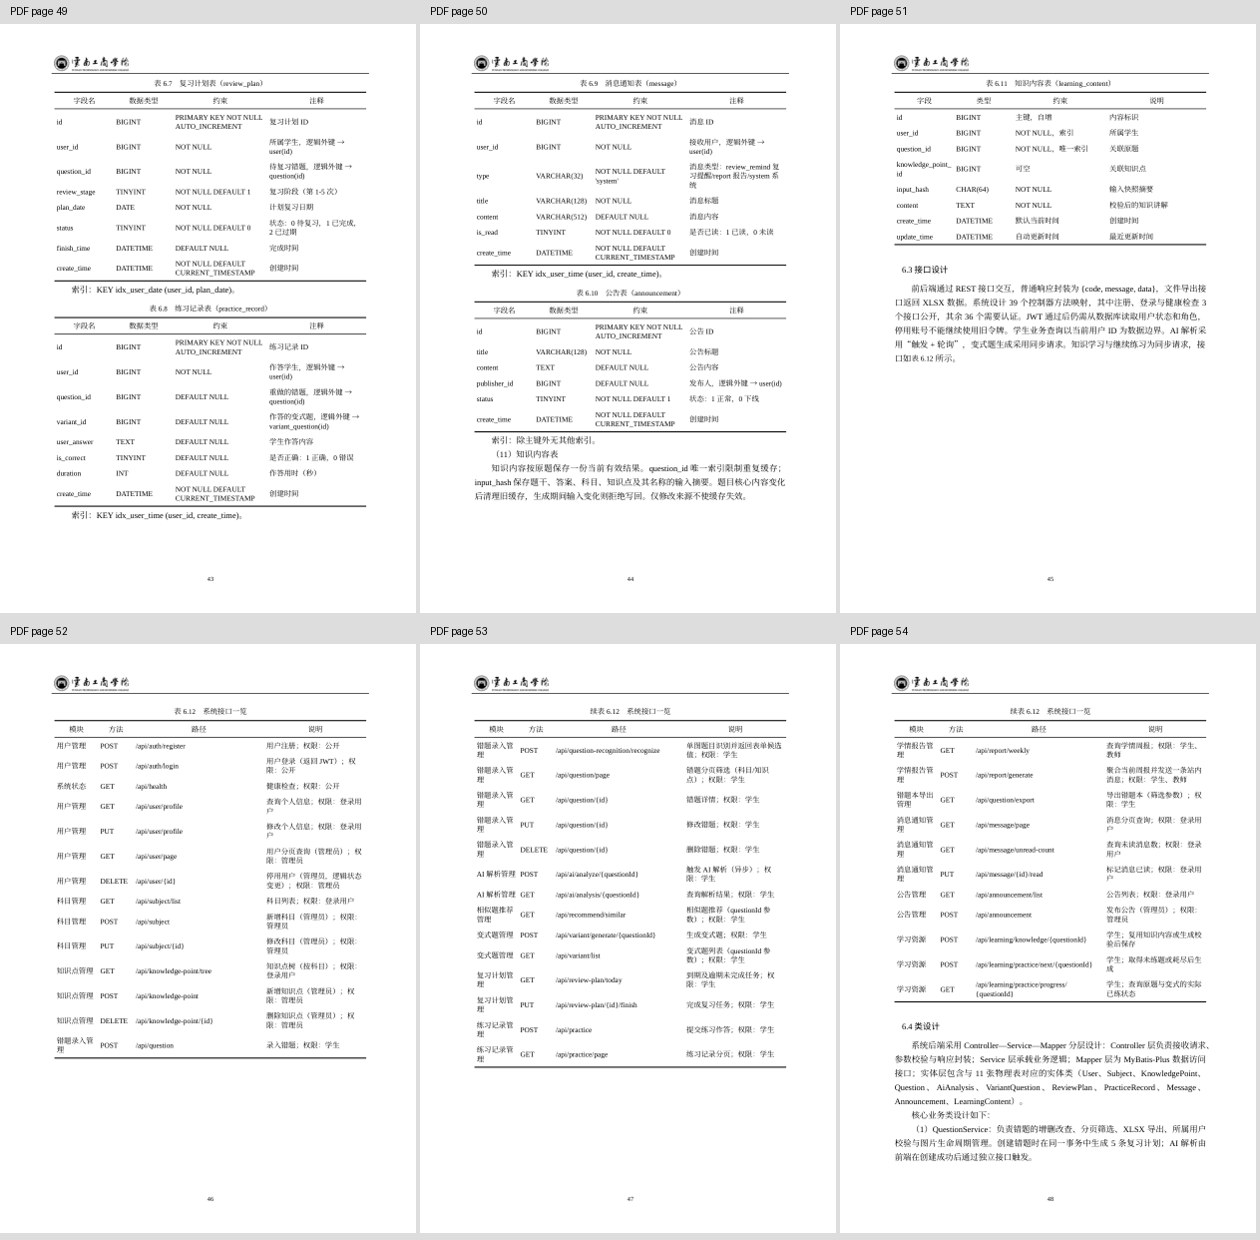 PDF page 49
雲南工商學院
表 6.7 复习计划表（review_plan）
字段名 数据类型 约束 注释
id BIGINT PRIMARY KEY NOT NULL AUTO_INCREMENT 复习计划 ID
user_id BIGINT NOT NULL 所属学生，逻辑外键 → user(id)
question_id BIGINT NOT NULL 待复习错题，逻辑外键 → question(id)
review_stage TINYINT NOT NULL DEFAULT 1 复习阶段（第 1-5 次）
plan_date DATE NOT NULL 计划复习日期
status TINYINT NOT NULL DEFAULT 0 状态：0 待复习，1 已完成，2 已过期
finish_time DATETIME DEFAULT NULL 完成时间
create_time DATETIME NOT NULL DEFAULT CURRENT_TIMESTAMP 创建时间
索引：KEY idx_user_date (user_id, plan_date)。
表 6.8 练习记录表（practice_record）
字段名 数据类型 约束 注释
id BIGINT PRIMARY KEY NOT NULL AUTO_INCREMENT 练习记录 ID
user_id BIGINT NOT NULL 作答学生，逻辑外键 → user(id)
question_id BIGINT DEFAULT NULL 重做的错题，逻辑外键 → question(id)
variant_id BIGINT DEFAULT NULL 作答的变式题，逻辑外键 → variant_question(id)
user_answer TEXT DEFAULT NULL 学生作答内容
is_correct TINYINT DEFAULT NULL 是否正确：1 正确，0 错误
duration INT DEFAULT NULL 作答用时（秒）
create_time DATETIME NOT NULL DEFAULT CURRENT_TIMESTAMP 创建时间
索引：KEY idx_user_time (user_id, create_time)。
43
PDF page 50
雲南工商學院
表 6.9 消息通知表（message）
字段名 数据类型 约束 注释
id BIGINT PRIMARY KEY NOT NULL AUTO_INCREMENT 消息 ID
user_id BIGINT NOT NULL 接收用户，逻辑外键 → user(id)
type VARCHAR(32) NOT NULL DEFAULT 'system' 消息类型：review_remind 复习提醒/report 报告/system 系统
title VARCHAR(128) NOT NULL 消息标题
content VARCHAR(512) DEFAULT NULL 消息内容
is_read TINYINT NOT NULL DEFAULT 0 是否已读：1 已读，0 未读
create_time DATETIME NOT NULL DEFAULT CURRENT_TIMESTAMP 创建时间
索引：KEY idx_user_time (user_id, create_time)。
表 6.10 公告表（announcement）
字段名 数据类型 约束 注释
id BIGINT PRIMARY KEY NOT NULL AUTO_INCREMENT 公告 ID
title VARCHAR(128) NOT NULL 公告标题
content TEXT DEFAULT NULL 公告内容
publisher_id BIGINT DEFAULT NULL 发布人，逻辑外键 → user(id)
status TINYINT NOT NULL DEFAULT 1 状态：1 正常，0 下线
create_time DATETIME NOT NULL DEFAULT CURRENT_TIMESTAMP 创建时间
索引：除主键外无其他索引。
（11）知识内容表
知识内容按原题保存一份当前有效结果。question_id 唯一索引限制重复缓存；
input_hash 保存题干、答案、科目、知识点及其名称的输入摘要。题目核心内容变化
后清理旧缓存，生成期间输入变化则拒绝写回。仅修改来源不使缓存失效。
44
PDF page 51
雲南工商學院
表 6.11 知识内容表（learning_content）
字段 类型 约束 说明
id BIGINT 主键，自增 内容标识
user_id BIGINT NOT NULL，索引 所属学生
question_id BIGINT NOT NULL，唯一索引 关联原题
knowledge_point_id BIGINT 可空 关联知识点
input_hash CHAR(64) NOT NULL 输入快照摘要
content TEXT NOT NULL 校验后的知识讲解
create_time DATETIME 默认当前时间 创建时间
update_time DATETIME 自动更新时间 最近更新时间
6.3 接口设计
前后端通过 REST 接口交互，普通响应封装为 {code, message, data}，文件导出接
口返回 XLSX 数据。系统设计 39 个控制器方法映射，其中注册、登录与健康检查 3
个接口公开，其余 36 个需要认证。JWT 通过后仍需从数据库读取用户状态和角色，
停用账号不能继续使用旧令牌。学生业务查询以当前用户 ID 为数据边界。AI 解析采
用“触发 + 轮询”，变式题生成采用同步请求。知识学习与继续练习为同步请求，接
口如表 6.12 所示。
45
PDF page 52
雲南工商學院
表 6.12 系统接口一览
模块 方法 路径 说明
用户管理 POST /api/auth/register 用户注册；权限：公开
用户管理 POST /api/auth/login 用户登录（返回 JWT）；权限：公开
系统状态 GET /api/health 健康检查；权限：公开
用户管理 GET /api/user/profile 查询个人信息；权限：登录用户
用户管理 PUT /api/user/profile 修改个人信息；权限：登录用户
用户管理 GET /api/user/page 用户分页查询（管理员）；权限：管理员
用户管理 DELETE /api/user/{id} 停用用户（管理员，逻辑状态变更）；权限：管理员
科目管理 GET /api/subject/list 科目列表；权限：登录用户
科目管理 POST /api/subject 新增科目（管理员）；权限：管理员
科目管理 PUT /api/subject/{id} 修改科目（管理员）；权限：管理员
知识点管理 GET /api/knowledge-point/tree 知识点树（按科目）；权限：登录用户
知识点管理 POST /api/knowledge-point 新增知识点（管理员）；权限：管理员
知识点管理 DELETE /api/knowledge-point/{id} 删除知识点（管理员）；权限：管理员
错题录入管理 POST /api/question 录入错题；权限：学生
46
PDF page 53
雲南工商學院
续表 6.12 系统接口一览
模块 方法 路径 说明
错题录入管理 POST /api/question-recognition/recognize 单图题目识别并返回表单候选值；权限：学生
错题录入管理 GET /api/question/page 错题分页筛选（科目/知识点）；权限：学生
错题录入管理 GET /api/question/{id} 错题详情；权限：学生
错题录入管理 PUT /api/question/{id} 修改错题；权限：学生
错题录入管理 DELETE /api/question/{id} 删除错题；权限：学生
AI 解析管理 POST /api/ai/analyze/{questionId} 触发 AI 解析（异步）；权限：学生
AI 解析管理 GET /api/ai/analysis/{questionId} 查询解析结果；权限：学生
相似题推荐管理 GET /api/recommend/similar 相似题推荐（questionId 参数）；权限：学生
变式题管理 POST /api/variant/generate/{questionId} 生成变式题；权限：学生
变式题管理 GET /api/variant/list 变式题列表（questionId 参数）；权限：学生
复习计划管理 GET /api/review-plan/today 到期及逾期未完成任务；权限：学生
复习计划管理 PUT /api/review-plan/{id}/finish 完成复习任务；权限：学生
练习记录管理 POST /api/practice 提交练习作答；权限：学生
练习记录管理 GET /api/practice/page 练习记录分页；权限：学生
47
PDF page 54
雲南工商學院
续表 6.12 系统接口一览
模块 方法 路径 说明
学情报告管理 GET /api/report/weekly 查询学情周报；权限：学生、教师
学情报告管理 POST /api/report/generate 聚合当前周报并发送一条站内消息；权限：学生、教师
错题本导出管理 GET /api/question/export 导出错题本（筛选参数）；权限：学生
消息通知管理 GET /api/message/page 消息分页查询；权限：登录用户
消息通知管理 GET /api/message/unread-count 查询未读消息数；权限：登录用户
消息通知管理 PUT /api/message/{id}/read 标记消息已读；权限：登录用户
公告管理 GET /api/announcement/list 公告列表；权限：登录用户
公告管理 POST /api/announcement 发布公告（管理员）；权限：管理员
学习资源 POST /api/learning/knowledge/{questionId} 学生；复用知识内容或生成校验后保存
学习资源 POST /api/learning/practice/next/{questionId} 学生；取得未练题或耗尽后生成
学习资源 GET /api/learning/practice/progress/{questionId} 学生；查询原题与变式的实际已练状态
6.4 类设计
系统后端采用 Controller—Service—Mapper 分层设计：Controller 层负责接收请求、
参数校验与响应封装；Service 层承载业务逻辑；Mapper 层为 MyBatis-Plus 数据访问
接口；实体层包含与 11 张物理表对应的实体类（User、Subject、KnowledgePoint、
Question、AiAnalysis、VariantQuestion、ReviewPlan、PracticeRecord、Message、
Announcement、LearningContent）。
核心业务类设计如下：
（1）QuestionService：负责错题的增删改查、分页筛选、XLSX 导出、所属用户
校验与图片生命周期管理。创建错题时在同一事务中生成 5 条复习计划；AI 解析由
前端在创建成功后通过独立接口触发。
48